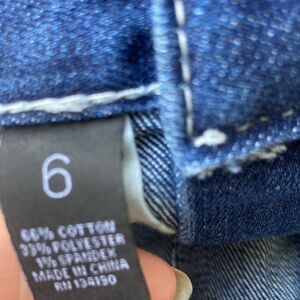 6
66% COTTON
33% POLYESTER
1% SPANDEX
MADE IN CHINA
RN 134190